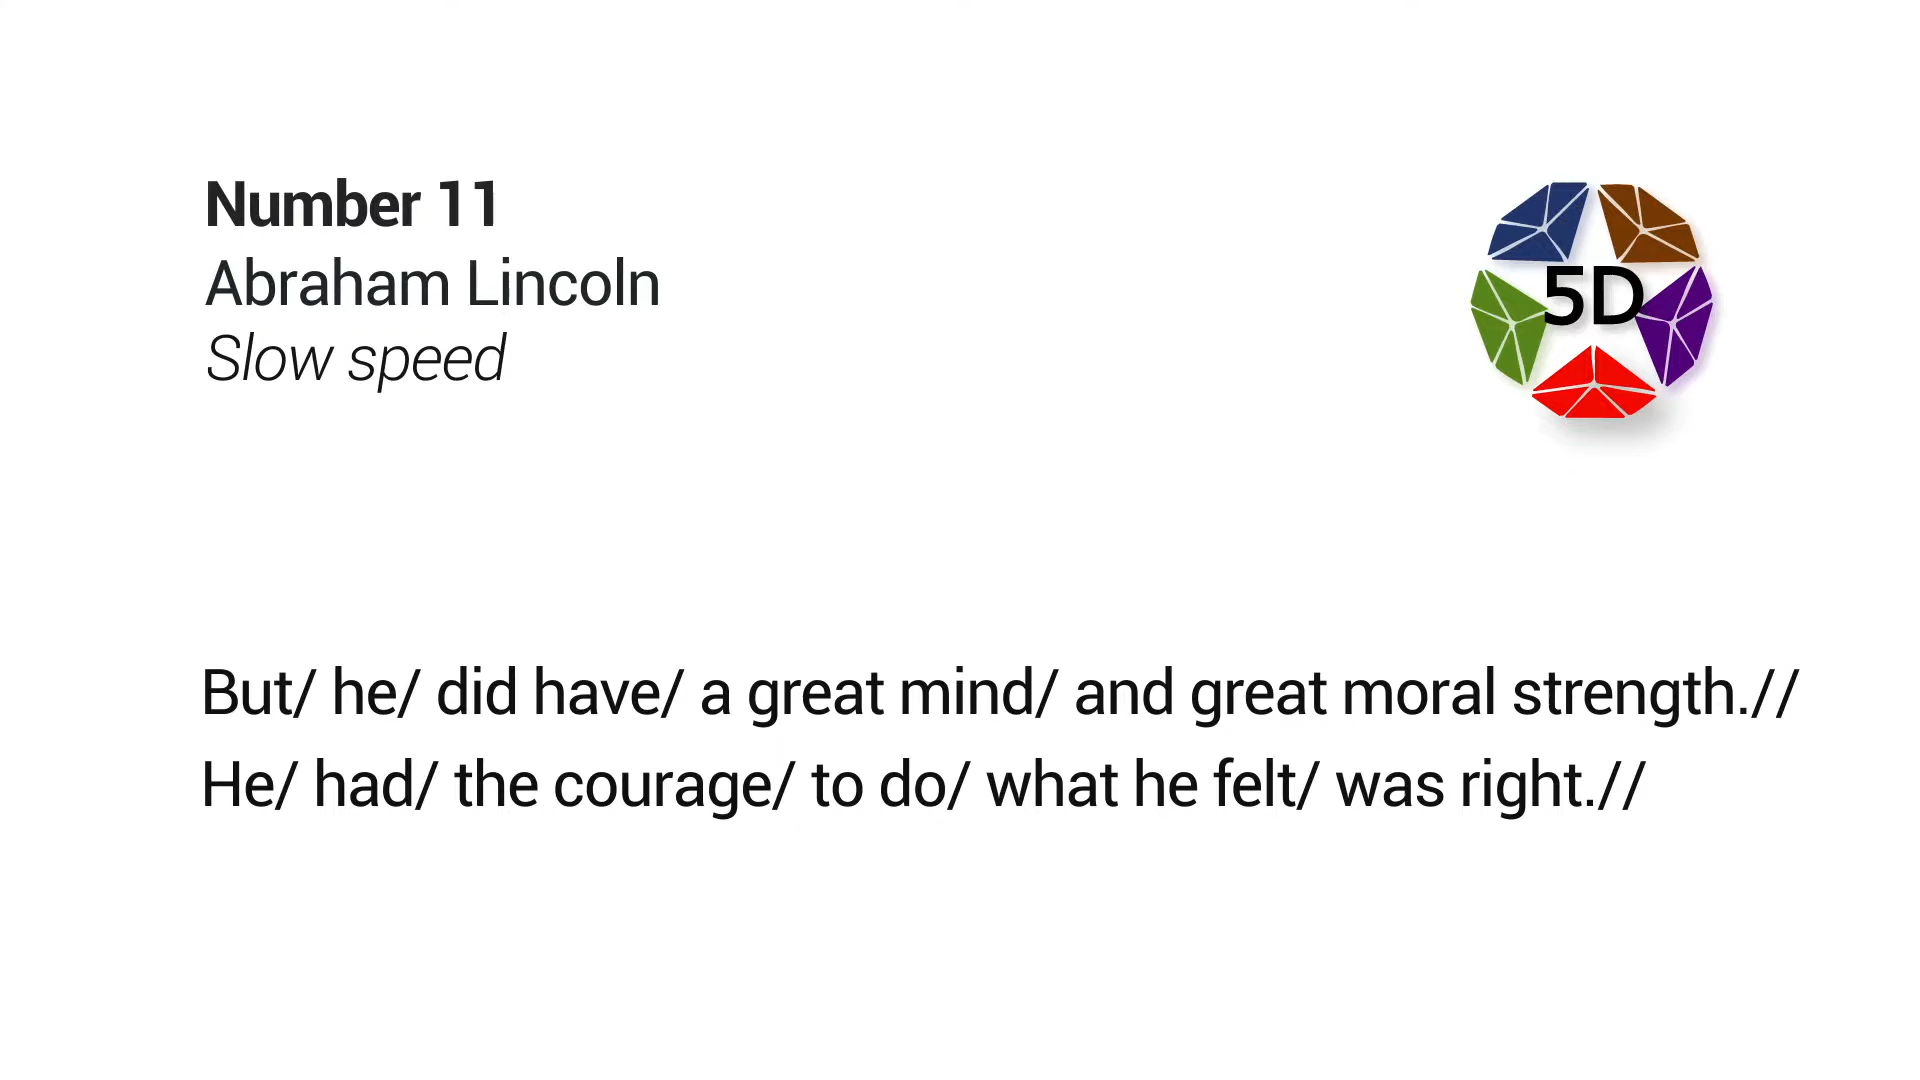 Number 11
Abraham Lincoln
Slow speed
5D
But/ he/ did have/ a great mind/ and great moral strength.//
He/ had/ the courage/ to do/ what he felt/ was right.//